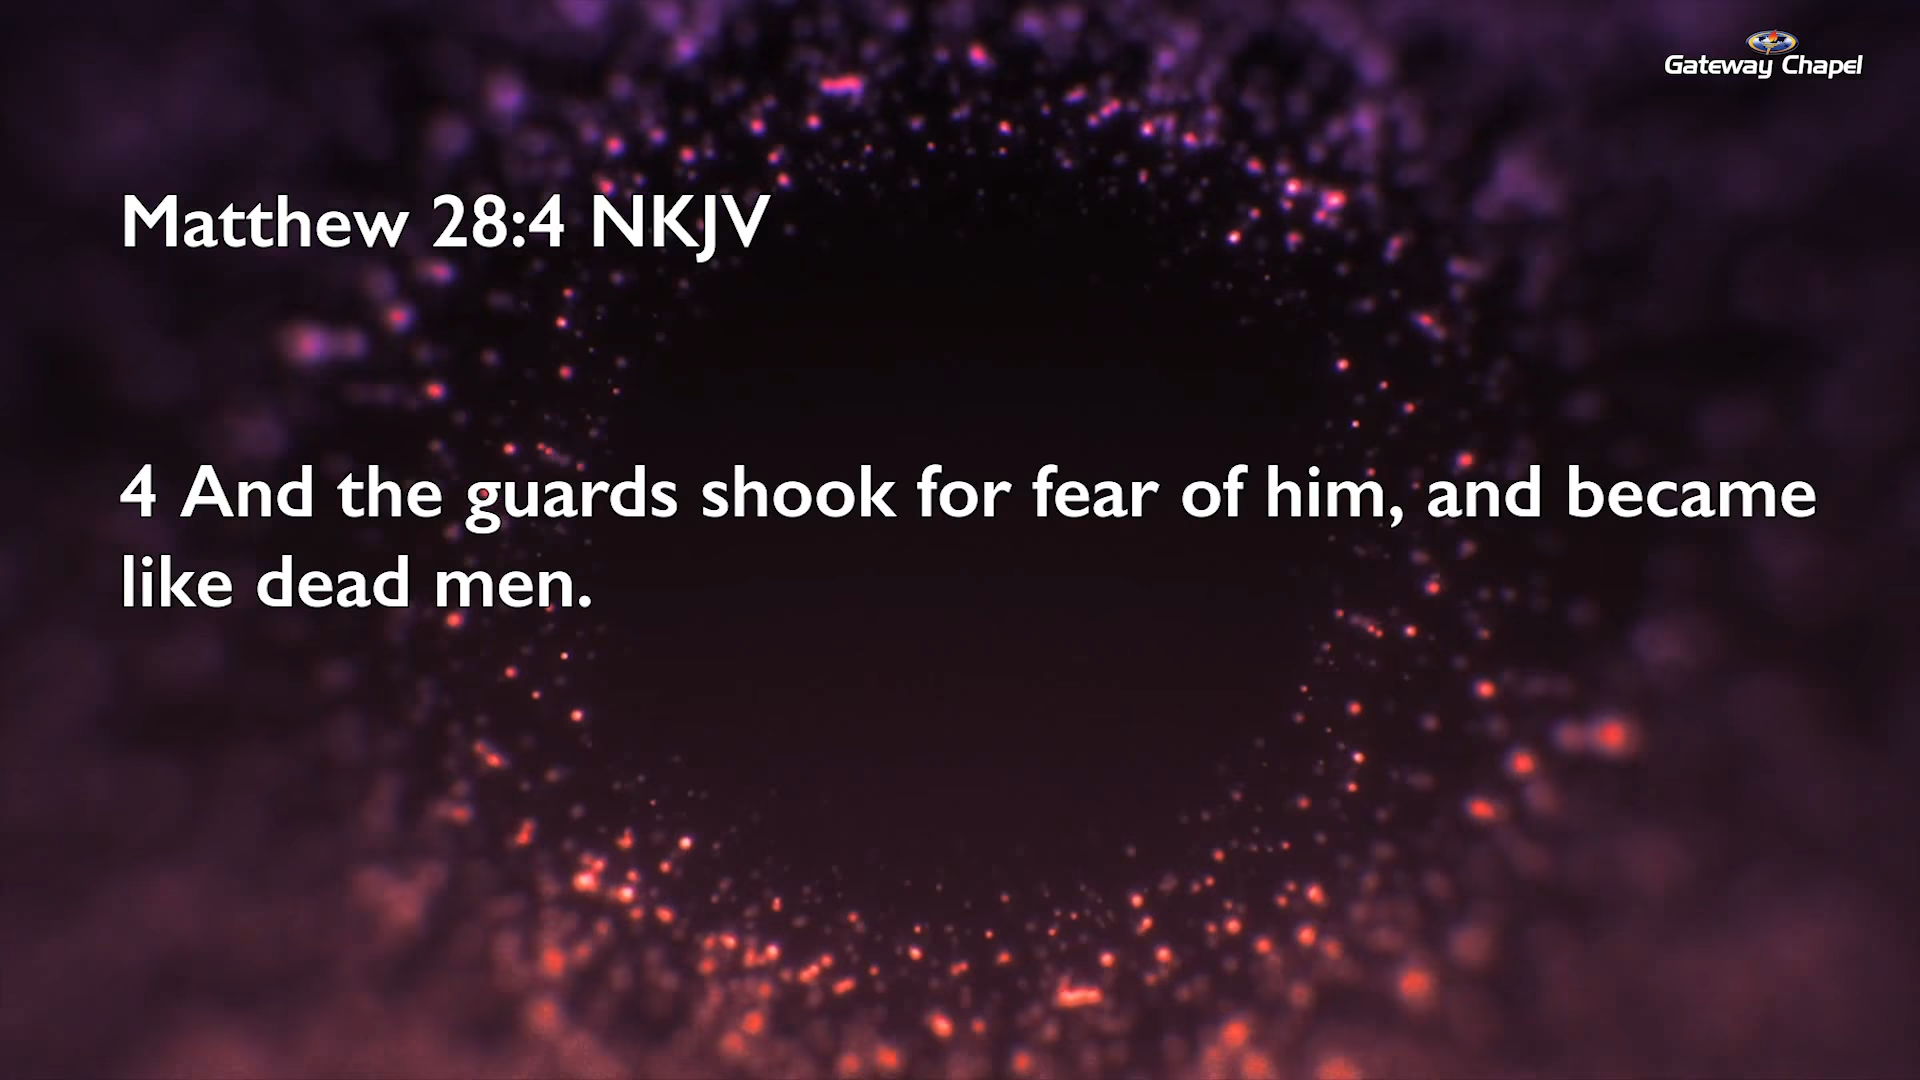 Gateway Chapel
Matthew 28:4 NKJV
4 And the guards shook for fear of him, and became
like dead men.